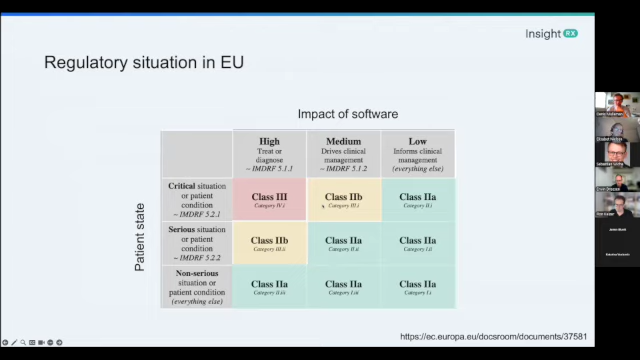 Insight RX
Regulatory situation in EU
Impact of software
High
Treat or
diagnose
~ IMDRF 5.1.1
Medium
Drives clinical
management
~ IMDRF 5.1.2
Low
Informs clinical
management
(everything else)
Patient state
Critical situation
or patient
condition
~ IMDRF 5.2.1
Class III
Category IV.i
Class IIb
Category III.i
Class IIa
Category II.i
Serious situation
or patient
condition
~ IMDRF 5.2.2
Class IIb
Category III.ii
Class IIa
Category II.ii
Class IIa
Category I.ii
Non-serious
situation or
patient condition
(everything else)
Class IIa
Category II.iii
Class IIa
Category I.iii
Class IIa
Category I.i
https://ec.europa.eu/docsroom/documents/37581